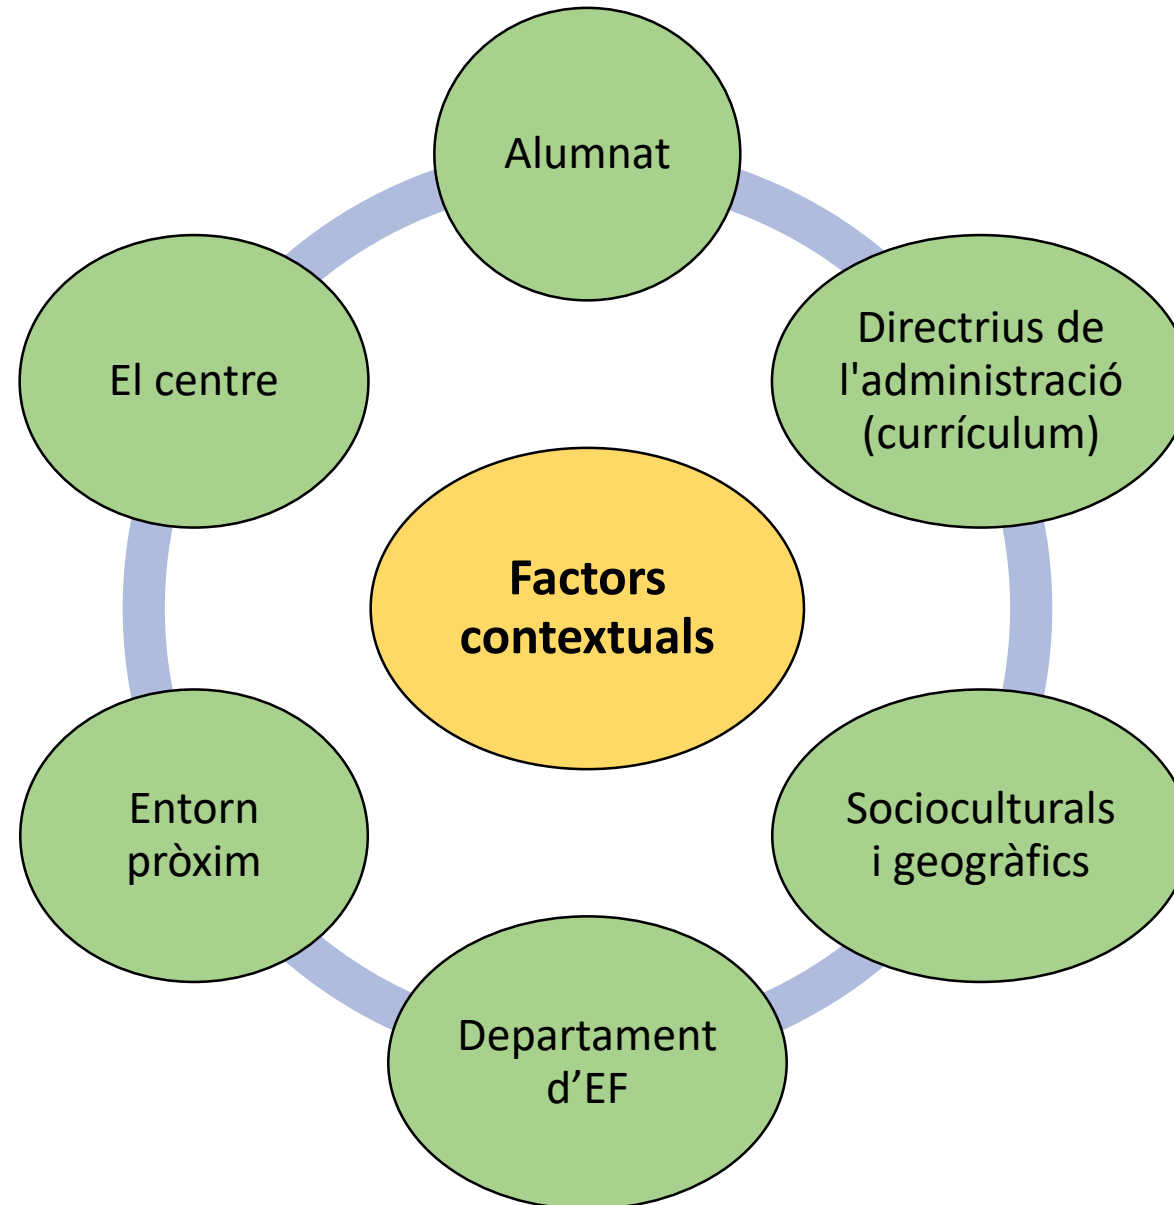 Alumnat
Directrius de
l'administració
(currículum)
El centre
Factors
contextuals
Socioculturals
i geogràfics
Entorn
pròxim
Departament
d’EF